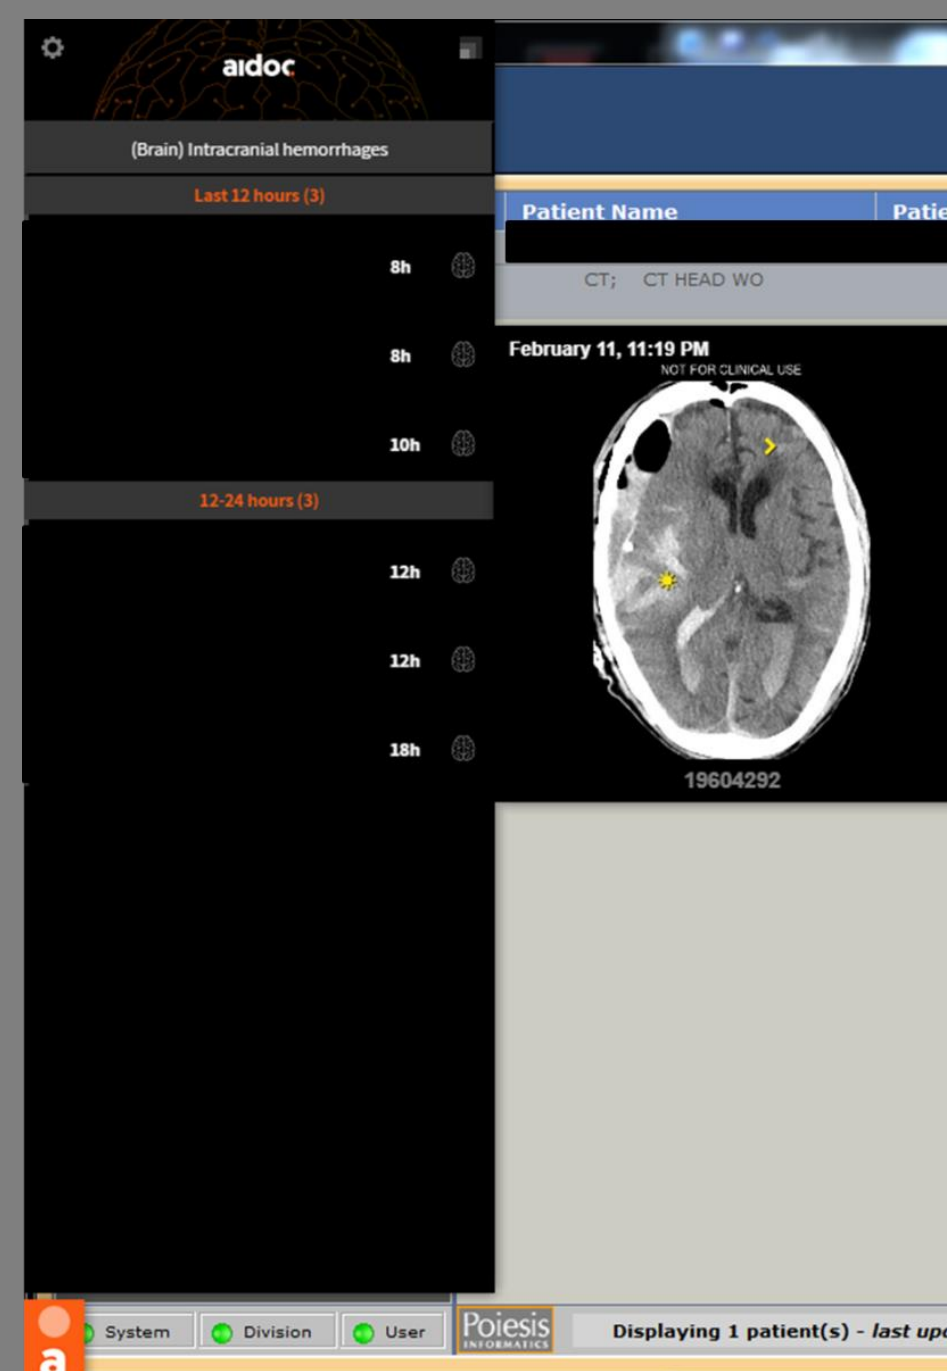 aidoc
(Brain) Intracranial hemorrhages
Last 12 hours (3)
8h
8h
10h
12-24 hours (3)
12h
12h
18h
Patient Name
CT; CT HEAD WO
February 11, 11:19 PM
NOT FOR CLINICAL USE
19604292
a
System
Division
User
Poiesis
INFORMATICS
Displaying 1 patient(s) - last